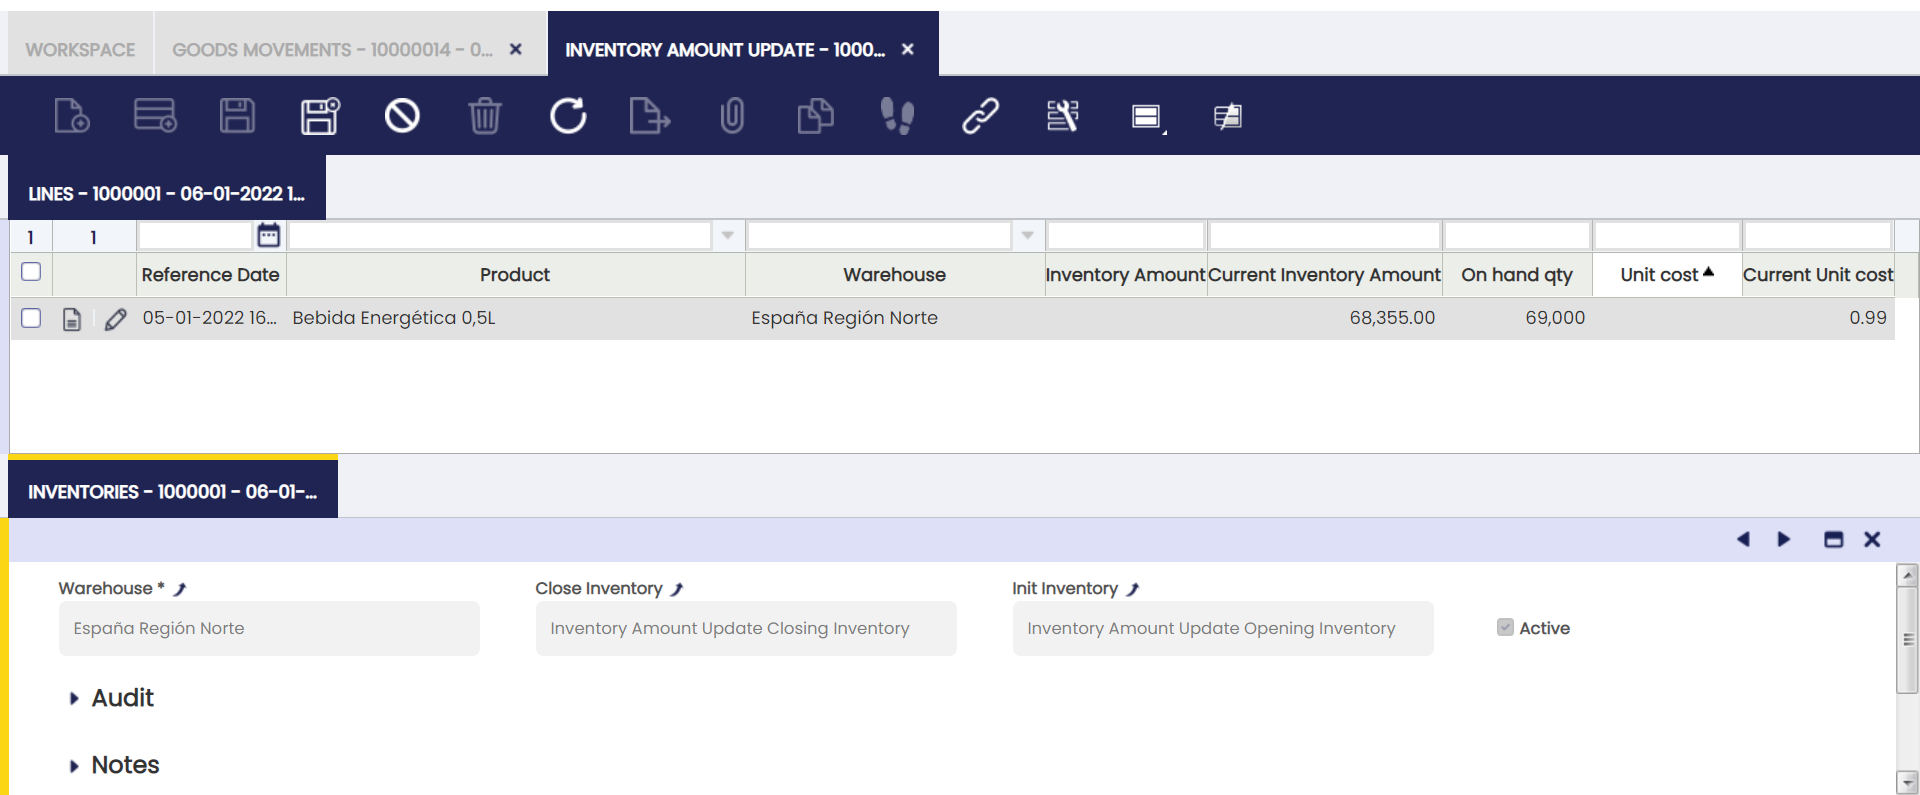 WORKSPACE
GOODS MOVEMENTS - 10000014 - 0...
INVENTORY AMOUNT UPDATE - 1000...
LINES - 1000001 - 06-01-2022 1...
1 1
Reference Date Product Warehouse Inventory Amount Current Inventory Amount On hand qty Unit cost Current Unit cost
05-01-2022 16... Bebida Energética 0,5L España Región Norte 68,355.00 69,000 0.99
INVENTORIES - 1000001 - 06-01-...
Warehouse * Close Inventory Init Inventory
España Región Norte Inventory Amount Update Closing Inventory Inventory Amount Update Opening Inventory Active
Audit
Notes